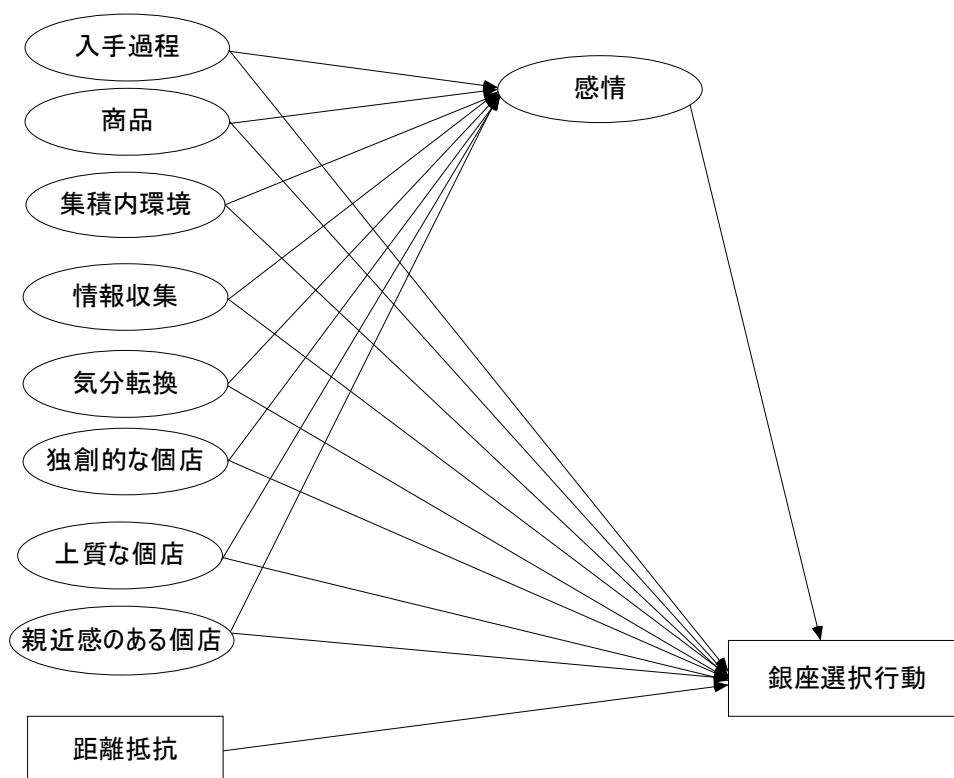 入手過程
感情
商品
集積内環境
情報収集
気分転換
独創的な個店
上質な個店
親近感のある個店
銀座選択行動
距離抵抗